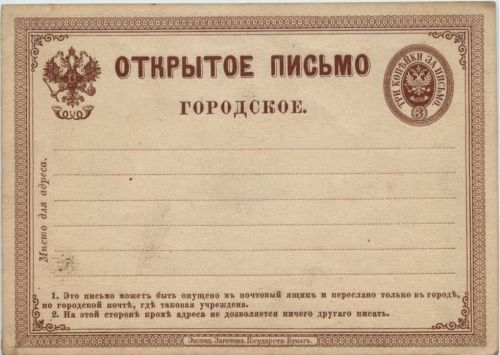 ОТКРЫТОЕ ПИСЬМО
ГОРОДСКОЕ.
ТРИ КОПѢЙКИ ЗА ПИСЬМО.
3
Мѣсто для адреса.
1. Это письмо можетъ быть опущено въ почтовый ящикъ и переслано только въ городѣ,
по городской почтѣ, гдѣ таковая учреждена.
2. На этой сторонѣ кромѣ адреса не дозволяется ничего другаго писать.
Экспед. Заготовл. Государств. Бумагъ.